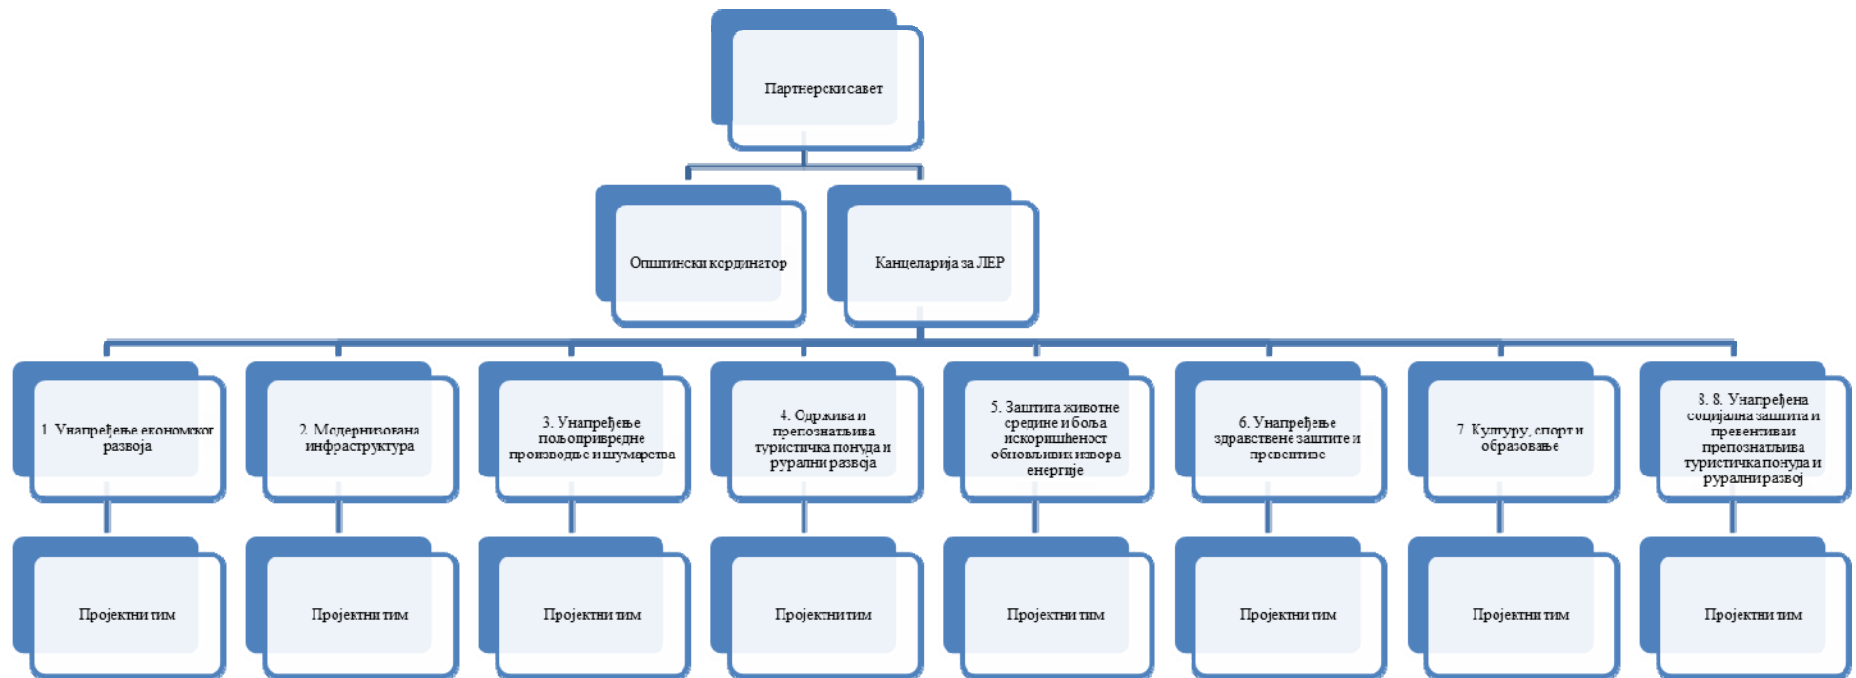 Партнерски савет
Општински кординатор
Канцеларија за ЛЕР
1. Унапређење економског
развоја
2. Модернизована
инфраструктура
3. Унапређење
пољопривредне
производње и шумарства
4. Одржива и
препознатљива
туристичка понуда и
рурални развоја
5. Заштита животне
средине и боља
искоришћеност
обновљивих извора
енергије
6. Унапређење
здравствене заштите и
превентиве
7. Културу, спорт и
образовање
8. 8. Унапређена
социјална заштита и
превентиваи
препознатљива
туристичка понуда и
рурални развој
Пројектни тим
Пројектни тим
Пројектни тим
Пројектни тим
Пројектни тим
Пројектни тим
Пројектни тим
Пројектни тим